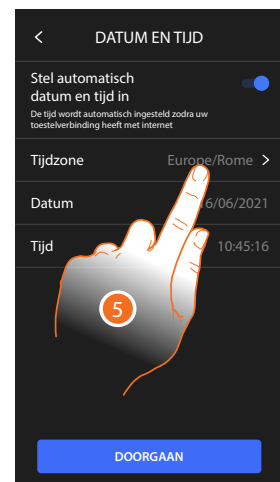 DATUM EN TIJD
Stel automatisch
datum en tijd in
De tijd wordt automatisch ingesteld zodra uw
toestelverbinding heeft met internet
Tijdzone Europe/Rome >
Datum 6/06/2021
Tijd 10:45:16
5
DOORGAAN